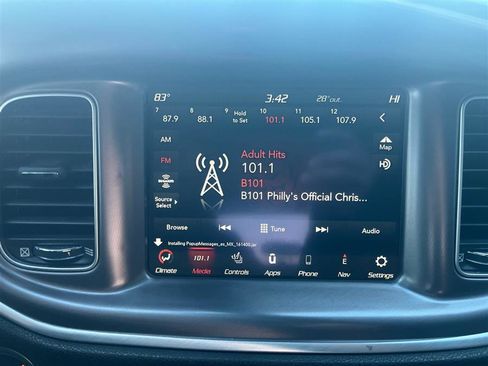 83° 3:42 28° out. HI
7 8 9 10 11 12
87.9 88.1 Hold to Set 101.1 105.1 107.9
AM
FM
Source Select
Adult Hits
101.1
B101
B101 Philly's Official Chris...
Map
HD
Browse Tune Audio
Installing PopupMessages_es_MX_161400.jar
101.1 E
Climate Media Controls Apps Phone Nav Settings